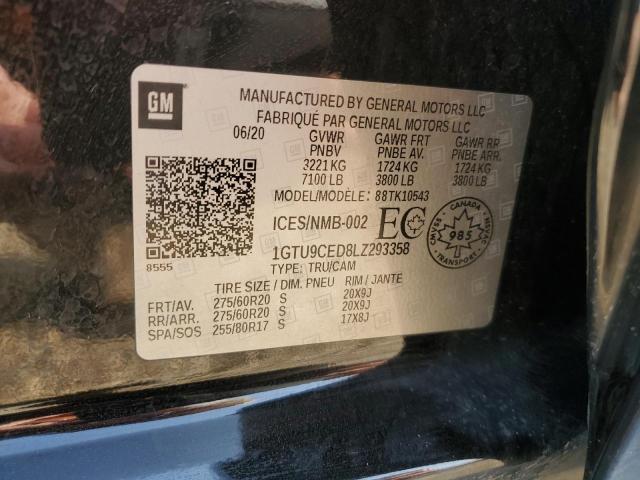 GM
MANUFACTURED BY GENERAL MOTORS LLC
FABRIQUÉ PAR GENERAL MOTORS LLC
06/20 GVWR GAWR FRT GAWR RR
PNBV PNBE AV. PNBE ARR.
3221 KG 1724 KG 1724 KG
7100 LB 3800 LB 3800 LB
MODEL/MODÈLE: 88TK10543
ICES/NMB-002 EC
CANADA
CMVSS 985 NSVAC
TRANSPORT
1GTU9CED8LZ293358
8555
TYPE: TRU/CAM
TIRE SIZE / DIM. PNEU RIM / JANTE
FRT/AV. 275/60R20 S 20X9J
RR/ARR. 275/60R20 S 20X9J
SPA/SOS 255/80R17 S 17X8J